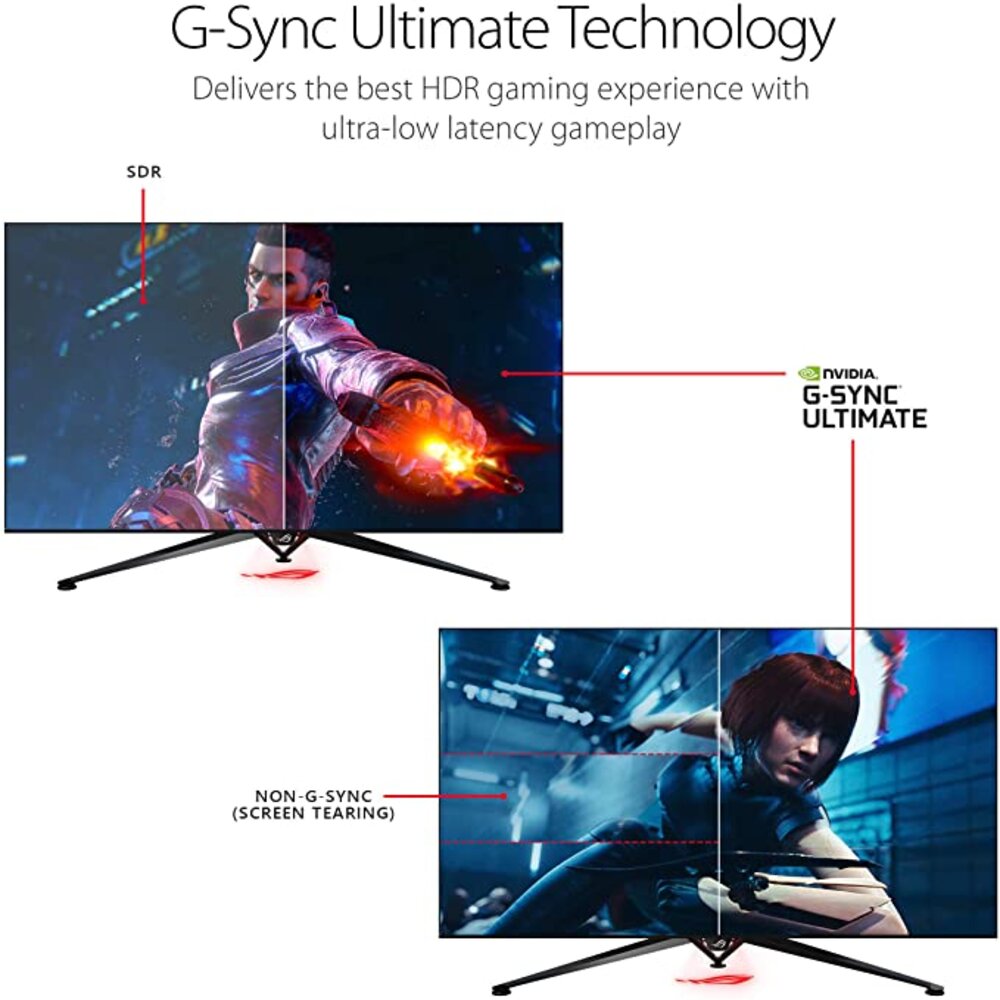 G-Sync Ultimate Technology
Delivers the best HDR gaming experience with
ultra-low latency gameplay
SDR
NVIDIA.
G-SYNC
ULTIMATE
NON-G-SYNC
(SCREEN TEARING)